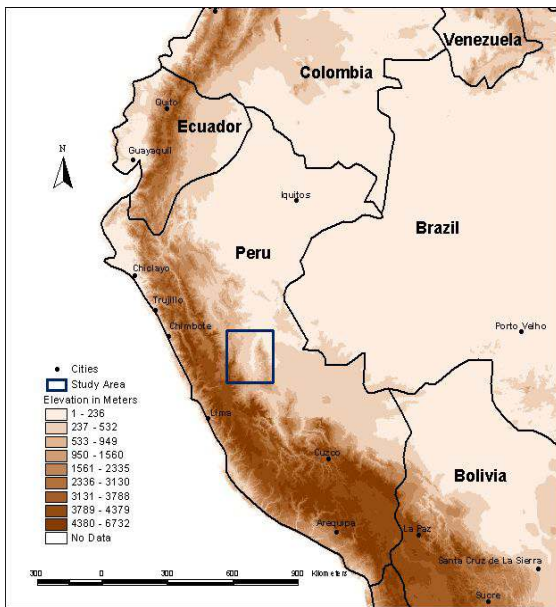 Venezuela
Colombia
Quito
Ecuador
Guayaquil
N
Iquitos
Brazil
Peru
Chiclayo
Trujillo
Chimbote
Porto Velho
Cities
Study Area
Elevation in Meters
1 - 236
237 - 532
533 - 949
950 - 1560
1561 - 2335
2336 - 3130
3131 - 3788
3789 - 4379
4380 - 6732
No Data
Lima
Cuzco
Bolivia
Arequipa
La Paz
Santa Cruz de La Sierra
Sucre
300 0 300 600 900 Kilometers